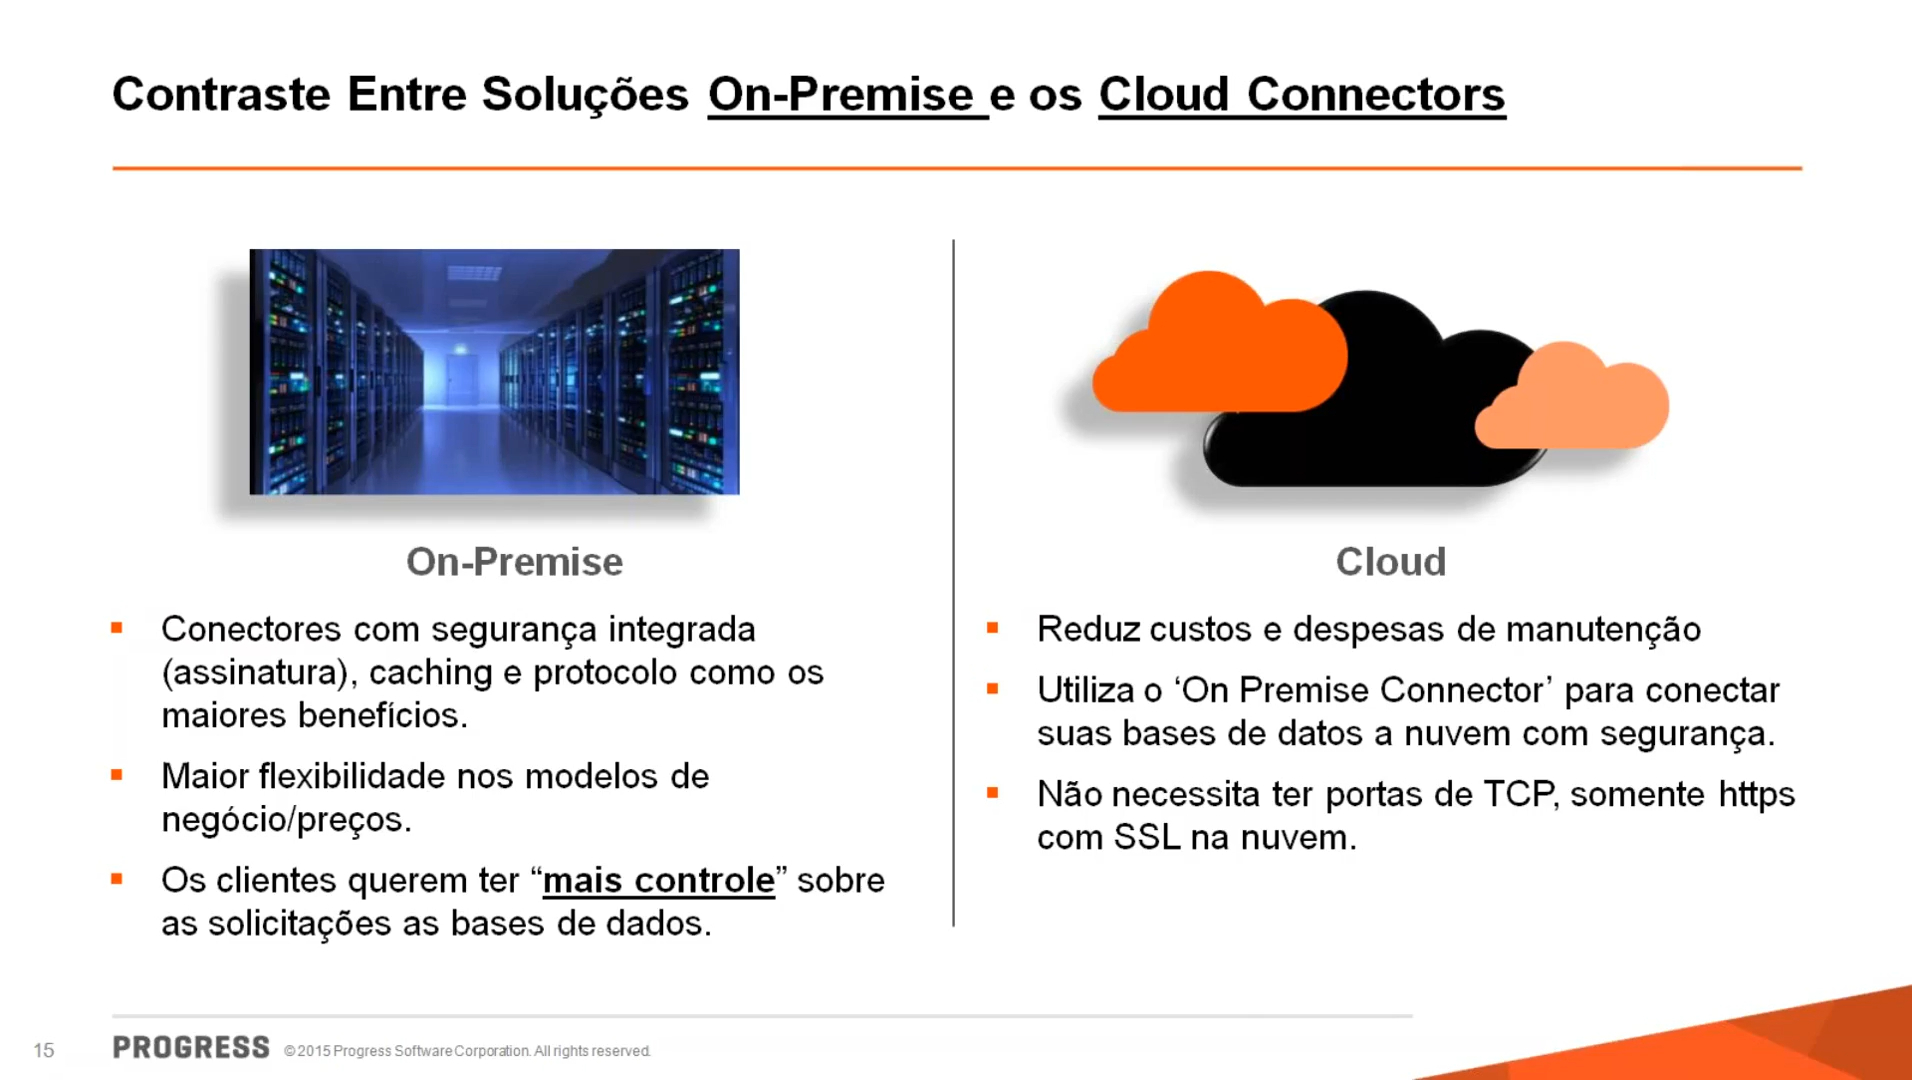 Contraste Entre Soluções On-Premise e os Cloud Connectors
On-Premise
▪ Conectores com segurança integrada
(assinatura), caching e protocolo como os
maiores benefícios.
▪ Maior flexibilidade nos modelos de
negócio/preços.
▪ Os clientes querem ter “mais controle” sobre
as solicitações as bases de dados.
Cloud
▪ Reduz custos e despesas de manutenção
▪ Utiliza o ‘On Premise Connector’ para conectar
suas bases de datos a nuvem com segurança.
▪ Não necessita ter portas de TCP, somente https
com SSL na nuvem.
15
PROGRESS
© 2015 Progress Software Corporation. All rights reserved.